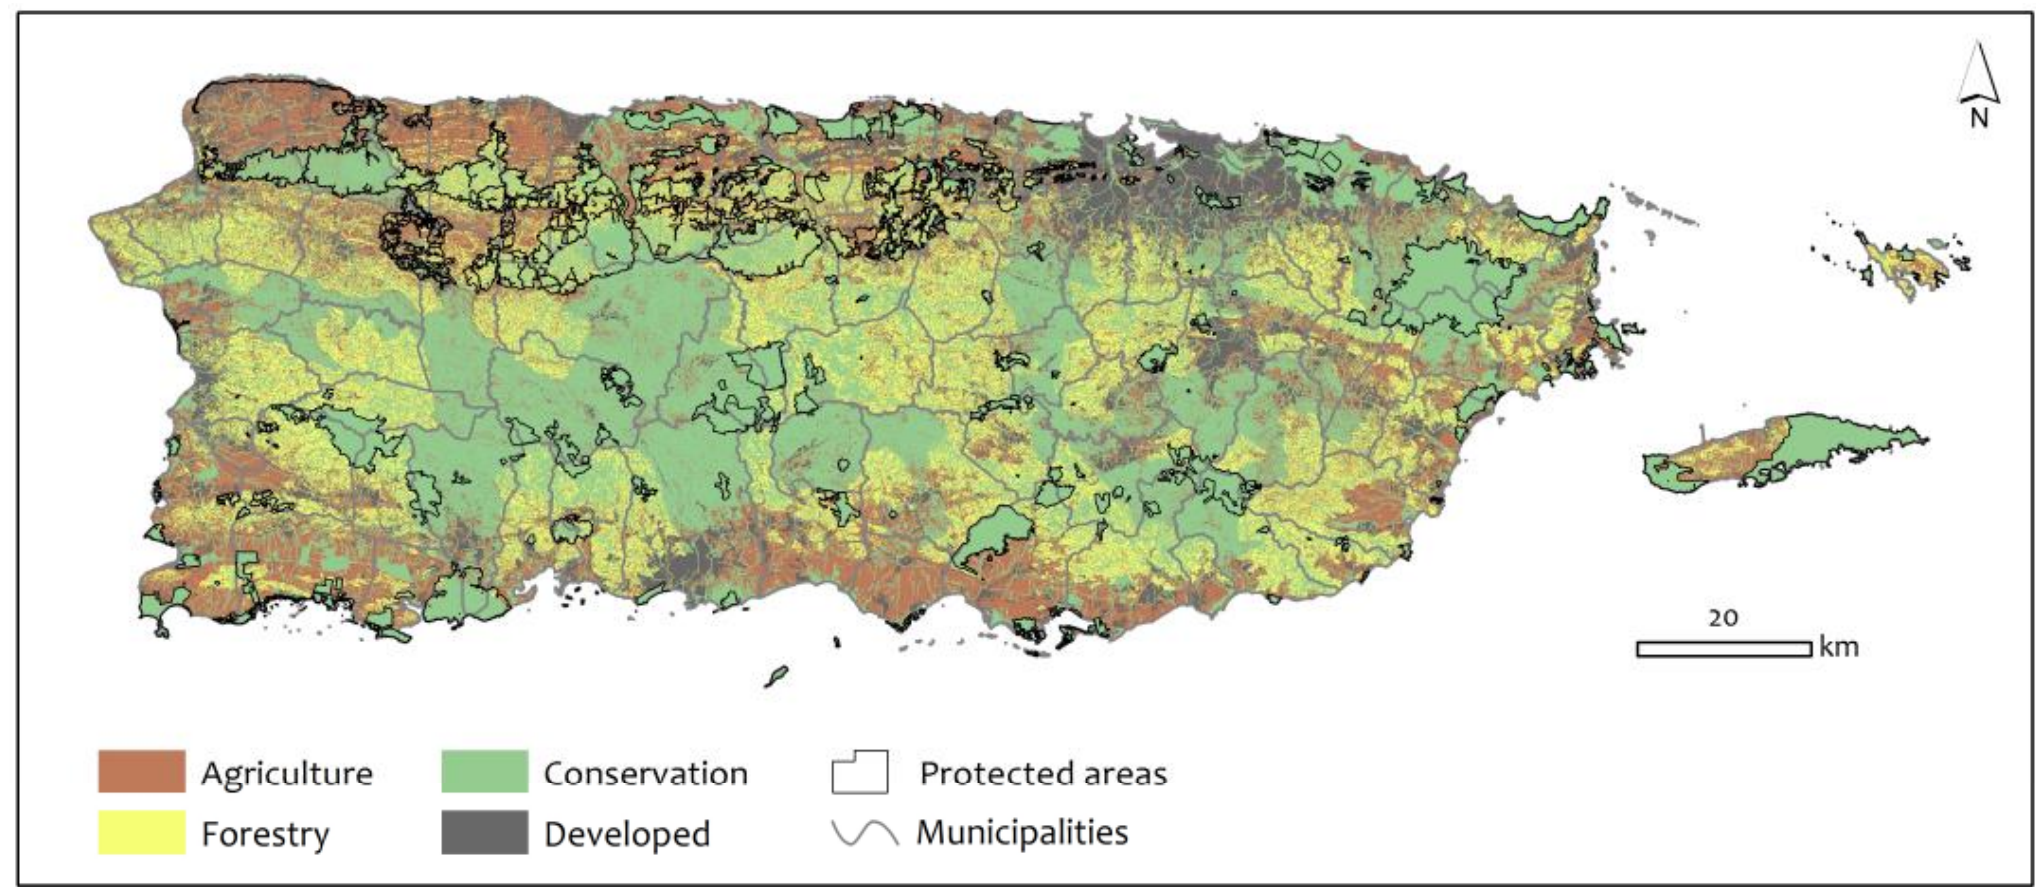 N
20
km
Agriculture
Conservation
Protected areas
Forestry
Developed
Municipalities